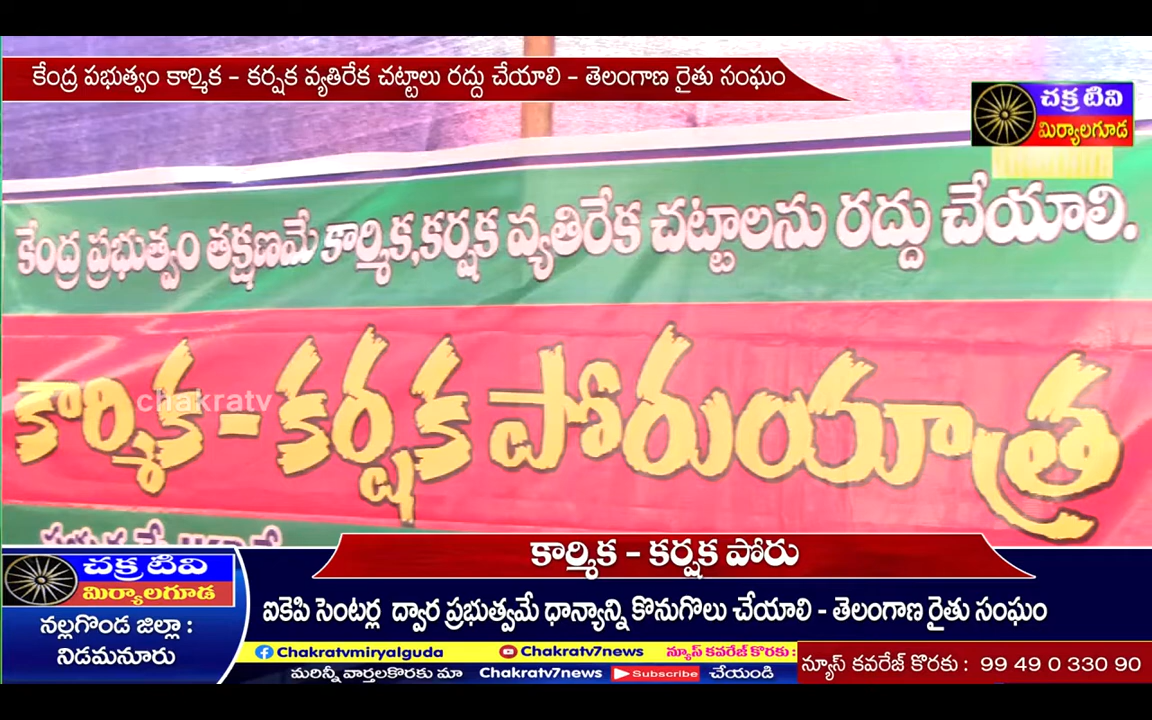 కేంద్ర పభుత్వం కార్మిక - కర్షక వ్యతిరేక చట్టాలు రద్దు చేయాలి - తెలంగాణ రైతు సంఘం
చక్ర టివి
మిర్యాలగూడ
కేంద్ర ప్రభుత్వం తక్షణమే కార్మిక,కర్షక వ్యతిరేక చట్టాలను రద్దు చేయాలి.
కార్మిక - కర్షక పోరుయాత్ర
chakratv
కార్మిక - కర్షక పోరు
చక్ర టివి
మిర్యాలగూడ
నల్లగొండ జిల్లా :
నిడమనూరు
ఐకెపి సెంటర్ల ద్వార ప్రభుత్వమే ధాన్యాన్ని కొనుగొలు చేయాలి - తెలంగాణ రైతు సంఘం
Chakratvmiryalguda Chakratv7news న్యూస్ కవరేజ్ కొరకు :
న్యూస్ కవరేజ్ కొరకు : 99 49 0 330 90
మరిన్నీ వార్తలకొరకు మా Chakratv7news Subscribe చేయండి